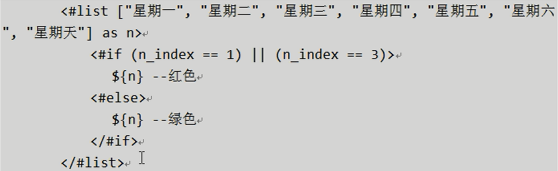 <#list ["星期一", "星期二", "星期三", "星期四", "星期五", "星期六
", "星期天"] as n>
<#if (n_index == 1) || (n_index == 3)>
${n} --红色
<#else>
${n} --绿色
</#if>
</#list>